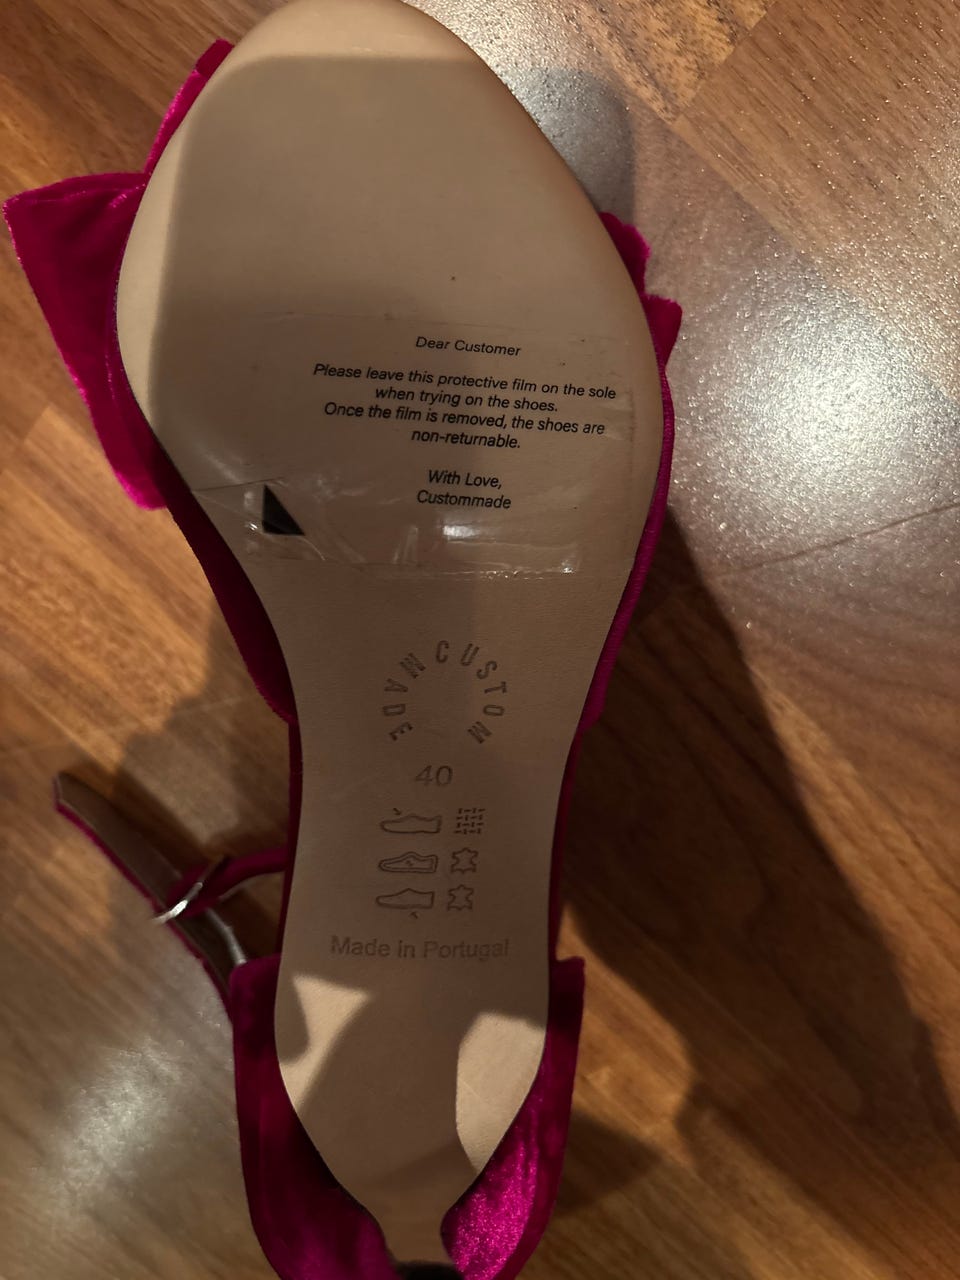 Dear Customer
Please leave this protective film on the sole
when trying on the shoes.
Once the film is removed, the shoes are
non-returnable.
With Love,
Custommade
CUSTOM
MADE
40
Made in Portugal